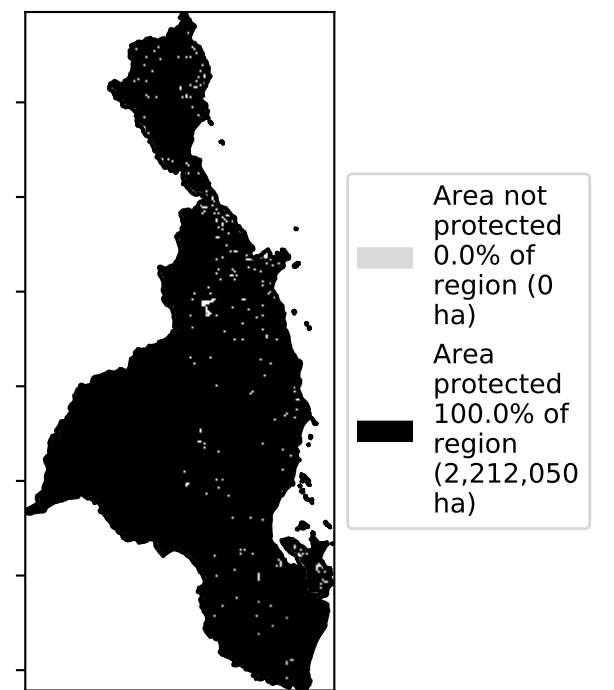 Area not
protected
0.0% of
region (0
ha)
Area
protected
100.0% of
region
(2,212,050
ha)